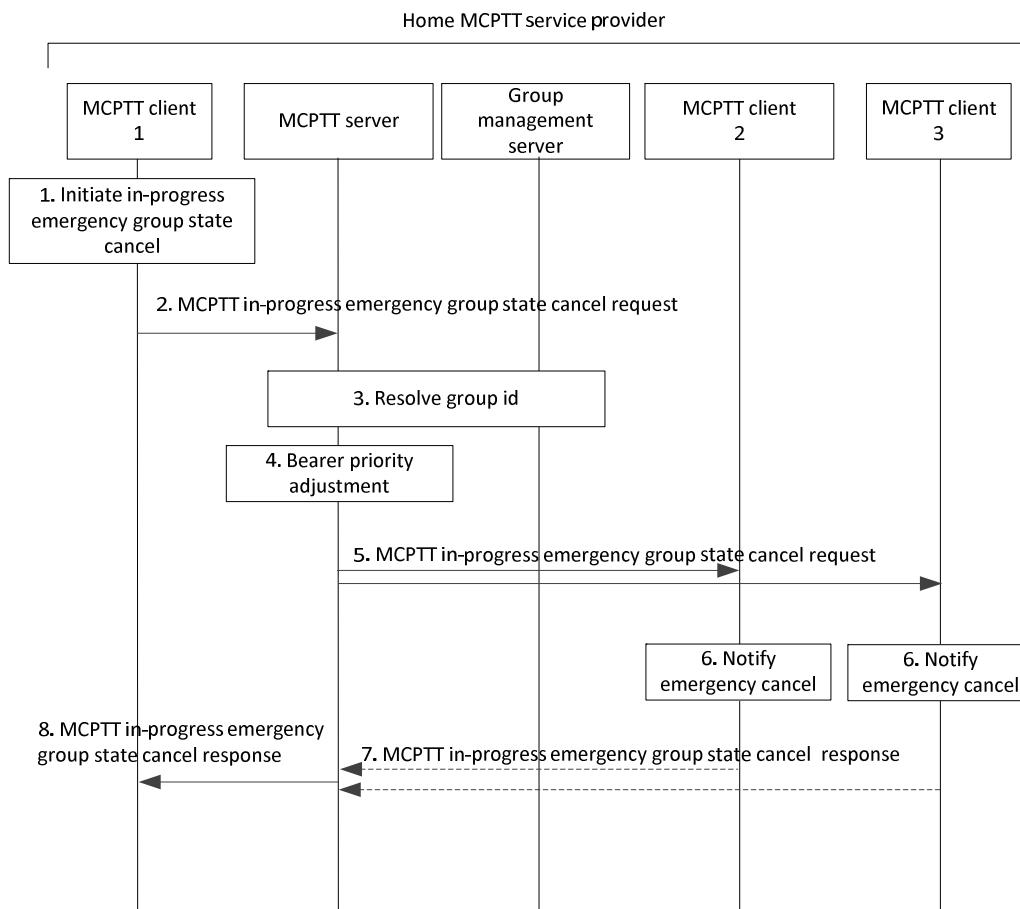 Home MCPTT service provider
MCPTT client
1
MCPTT server
Group
management
server
MCPTT client
2
MCPTT client
3
1. Initiate in-progress
emergency group state
cancel
2. MCPTT in-progress emergency group state cancel request
3. Resolve group id
4. Bearer priority
adjustment
5. MCPTT in-progress emergency group state cancel request
6. Notify
emergency cancel
6. Notify
emergency cancel
8. MCPTT in-progress emergency
group state cancel response
7. MCPTT in-progress emergency group state cancel  response